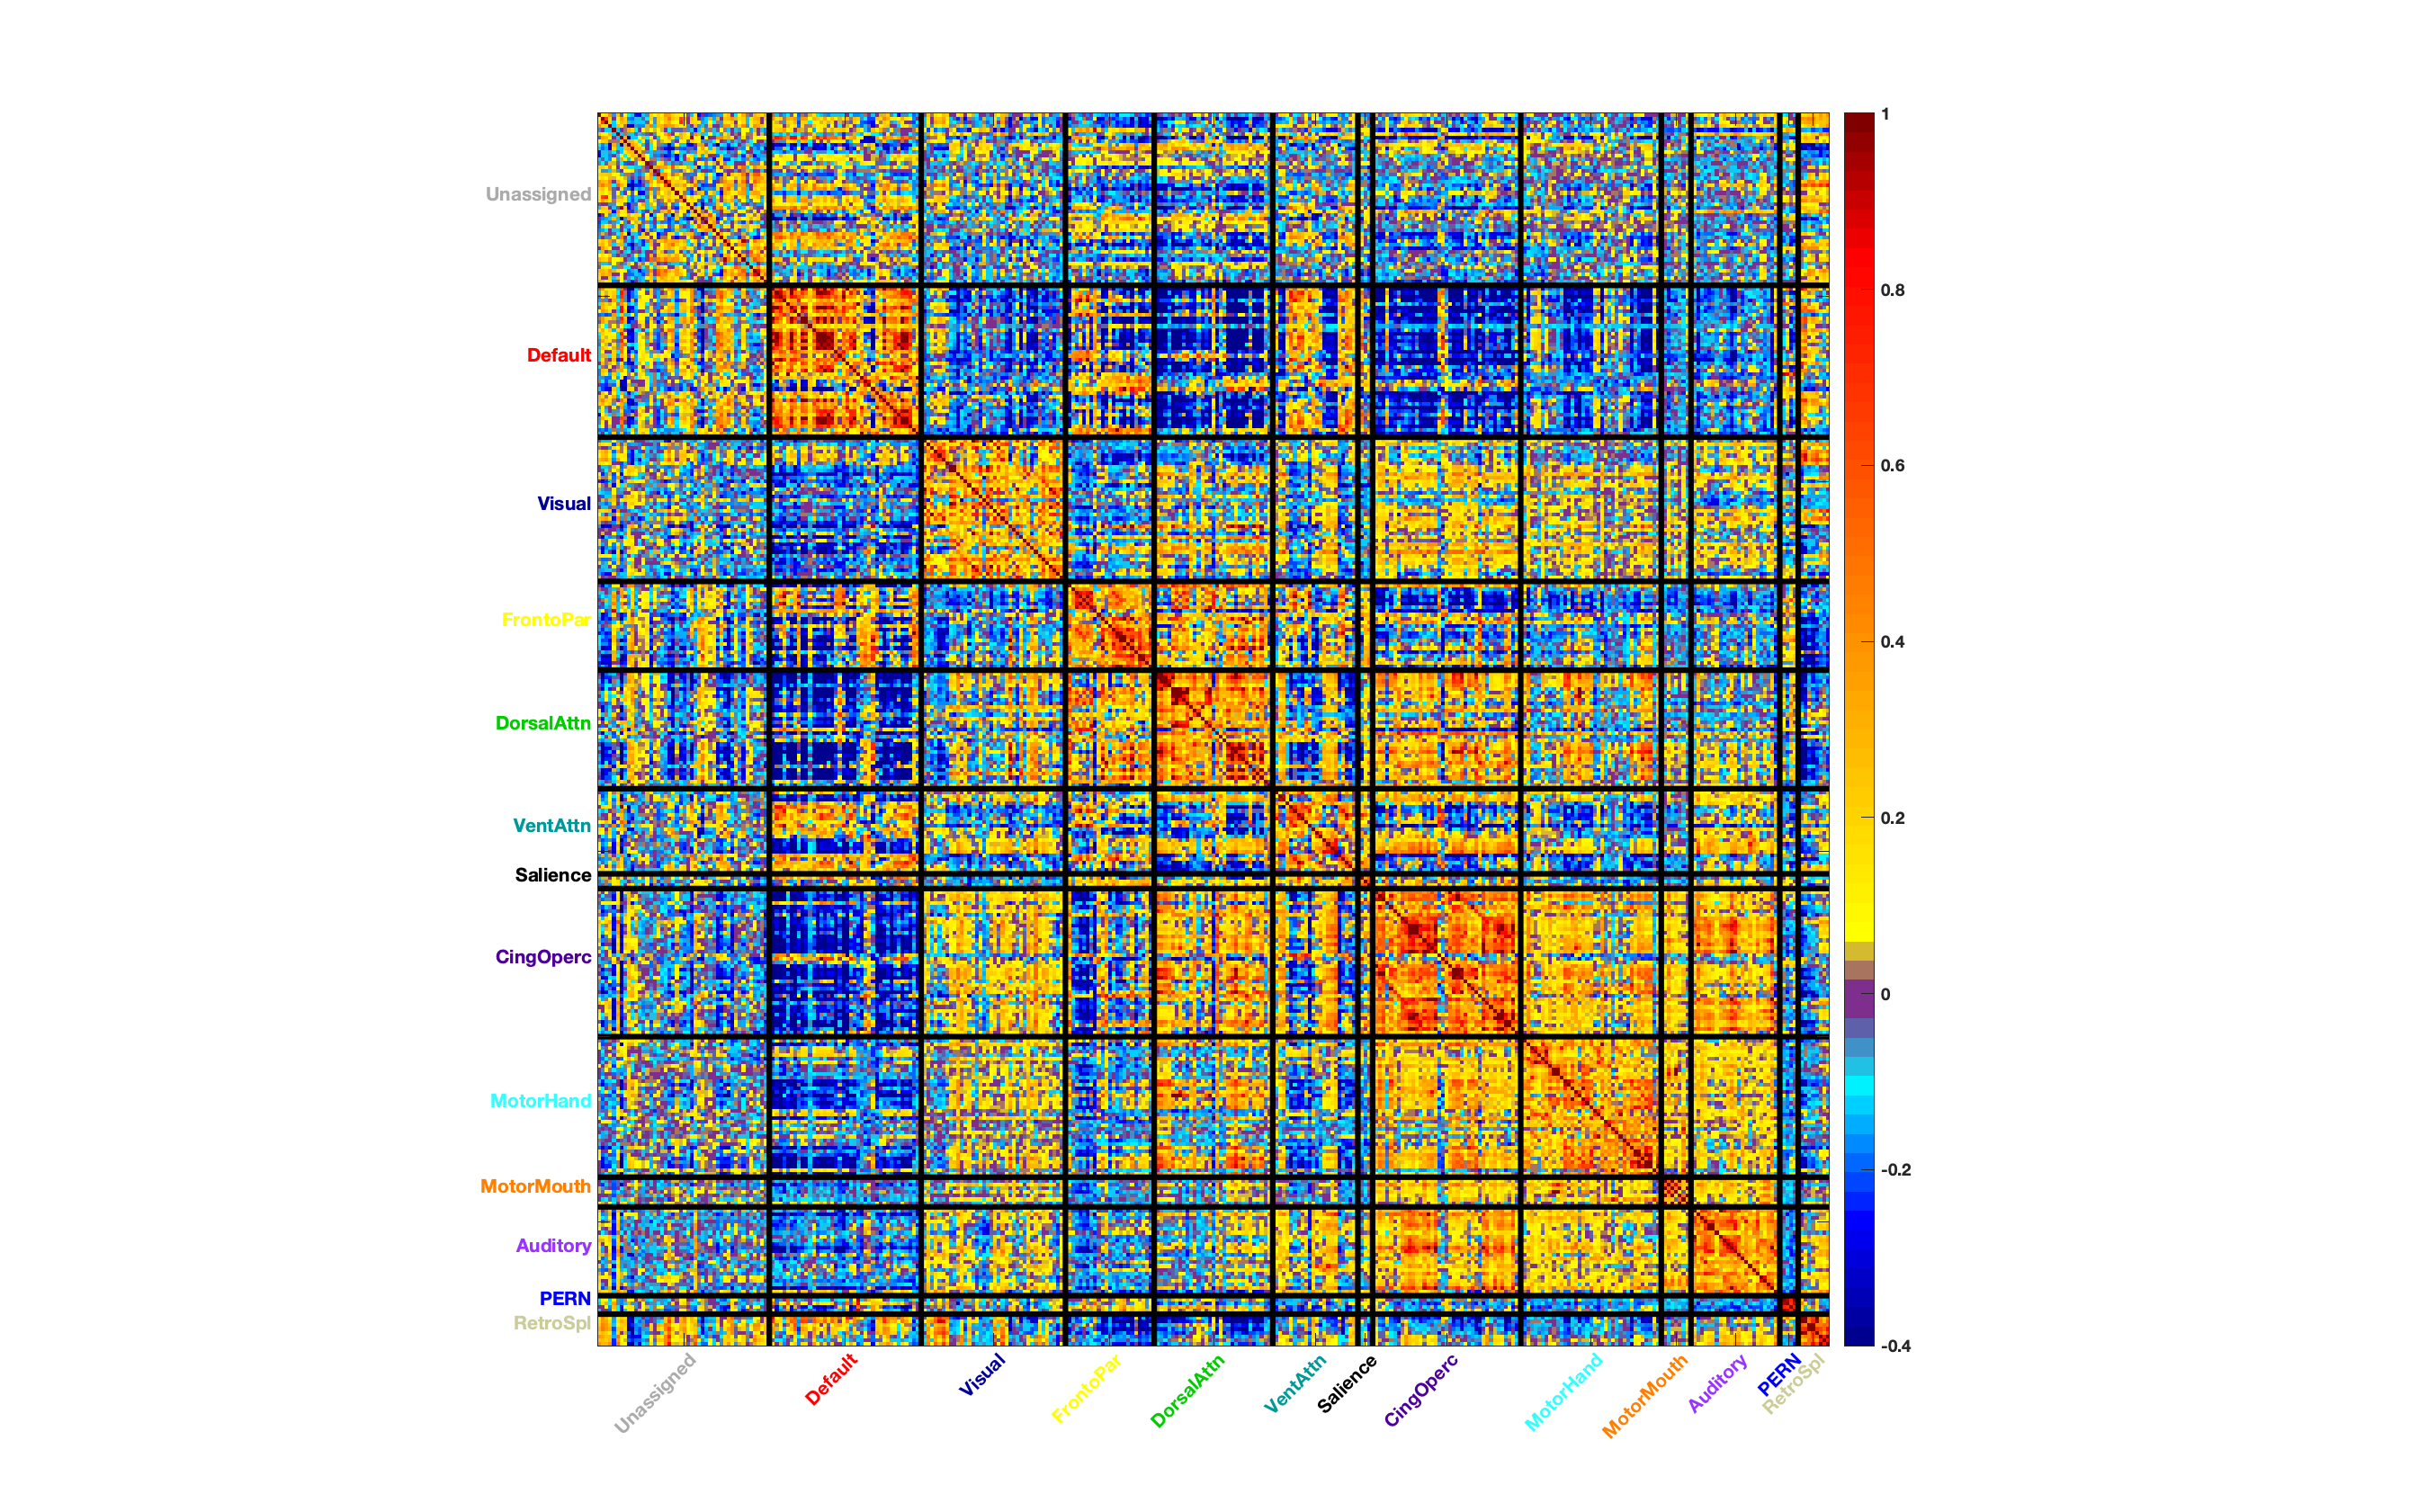 Unassigned
Default
Visual
FrontoPar
DorsalAttn
VentAttn
Salience
CingOperc
MotorHand
MotorMouth
Auditory
PERN
RetroSpl
Unassigned
Default
Visual
FrontoPar
DorsalAttn
VentAttn
Salience
CingOperc
MotorHand
MotorMouth
Auditory
PERN
RetroSpl
1
0.8
0.6
0.4
0.2
0
-0.2
-0.4